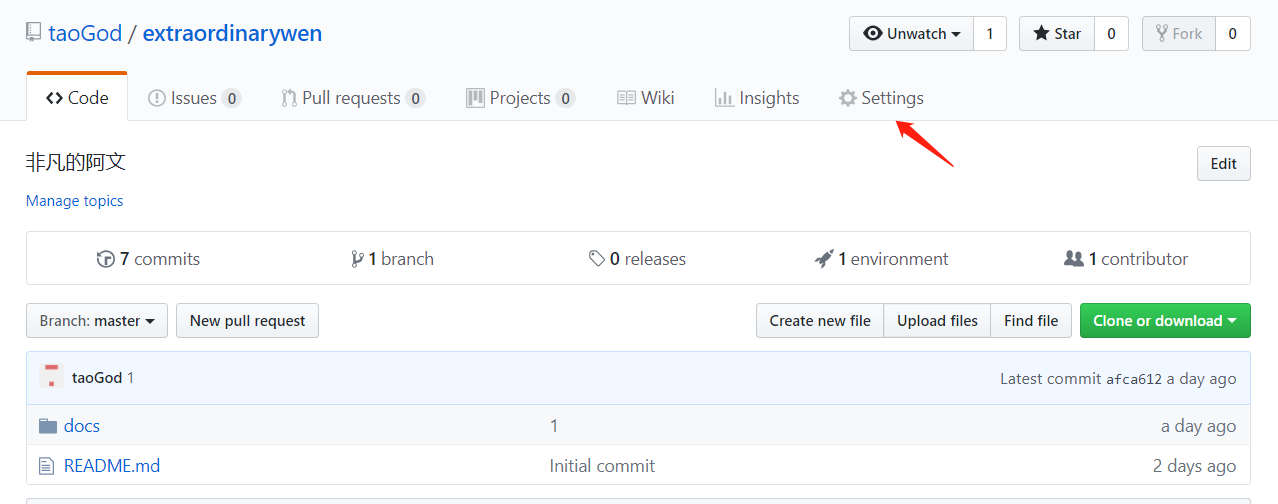 taoGod / extraordinarywen Unwatch 1 Star 0 Fork 0
Code Issues 0 Pull requests 0 Projects 0 Wiki Insights Settings
非凡的阿文 Edit
Manage topics
7 commits 1 branch 0 releases 1 environment 1 contributor
Branch: master New pull request Create new file Upload files Find file Clone or download
taoGod 1 Latest commit afca612 a day ago
docs 1 a day ago
README.md Initial commit 2 days ago